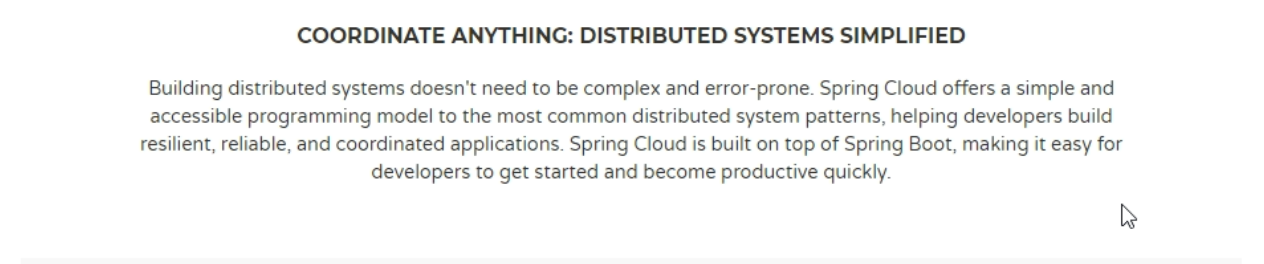 COORDINATE ANYTHING: DISTRIBUTED SYSTEMS SIMPLIFIED
Building distributed systems doesn't need to be complex and error-prone. Spring Cloud offers a simple and
accessible programming model to the most common distributed system patterns, helping developers build
resilient, reliable, and coordinated applications. Spring Cloud is built on top of Spring Boot, making it easy for
developers to get started and become productive quickly.